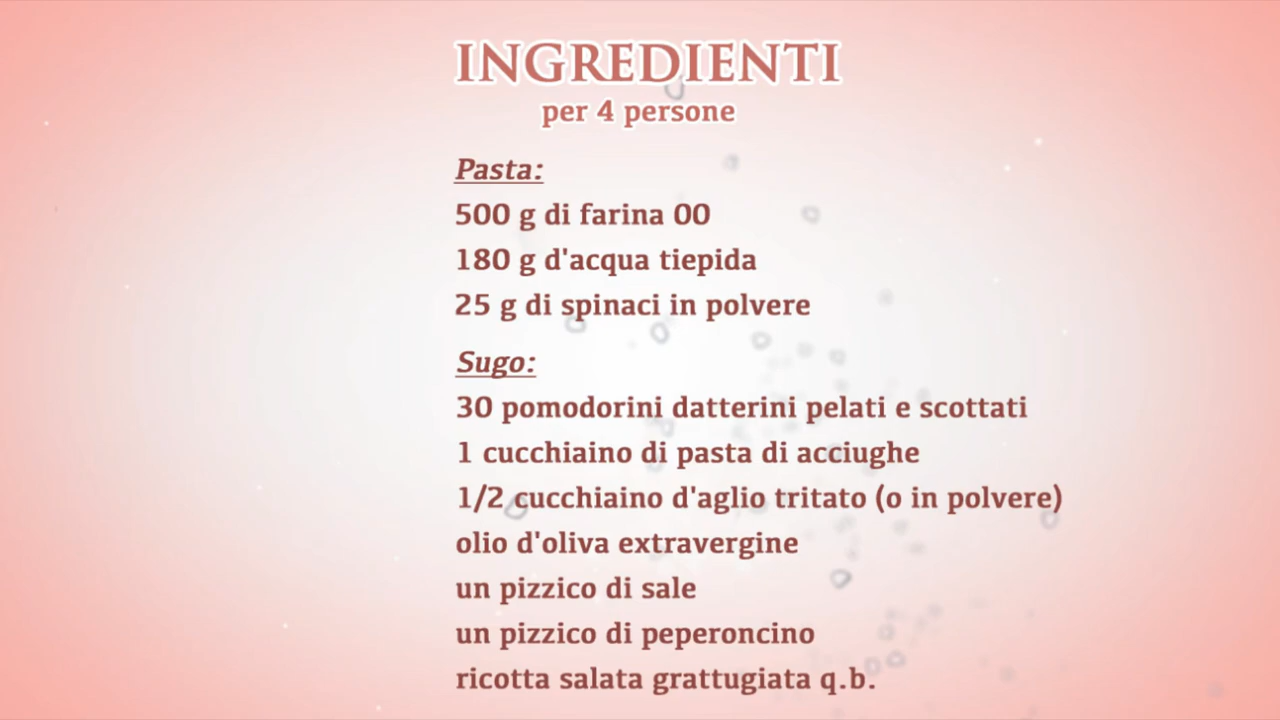 INGREDIENTI
per 4 persone
Pasta:
500 g di farina 00
180 g d'acqua tiepida
25 g di spinaci in polvere
Sugo:
30 pomodorini datterini pelati e scottati
1 cucchiaino di pasta di acciughe
1/2 cucchiaino d'aglio tritato (o in polvere)
olio d'oliva extravergine
un pizzico di sale
un pizzico di peperoncino
ricotta salata grattugiata q.b.